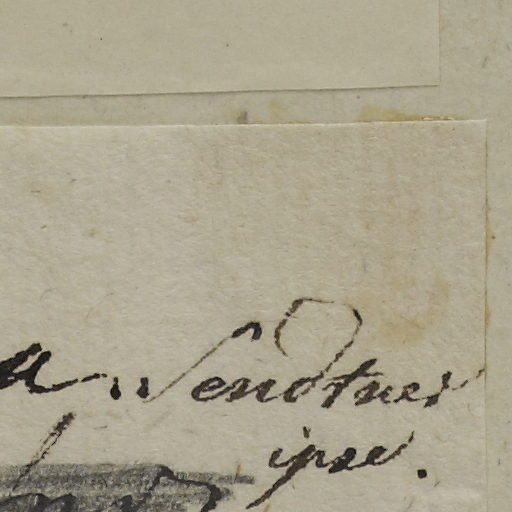 a. Sendtner
ipse.